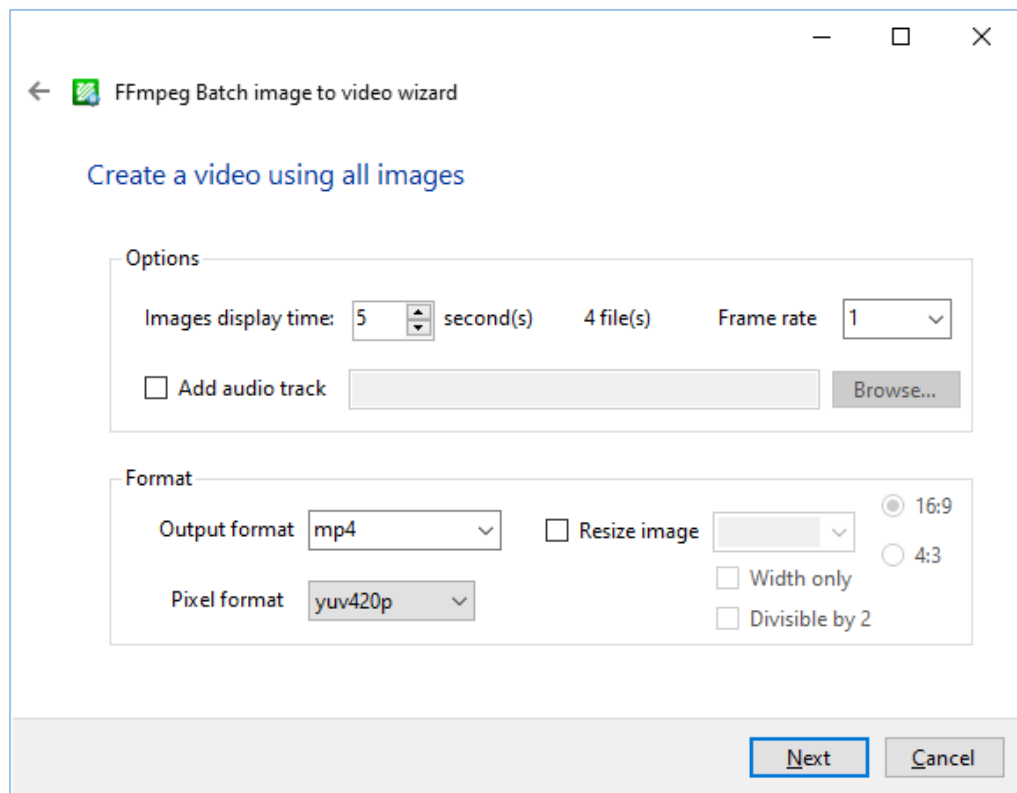 FFmpeg Batch image to video wizard
Create a video using all images
Options
Images display time: 5 second(s) 4 file(s) Frame rate 1
Add audio track Browse...
Format
Output format mp4 Resize image 16:9
4:3
Width only
Pixel format yuv420p
Divisible by 2
Next Cancel